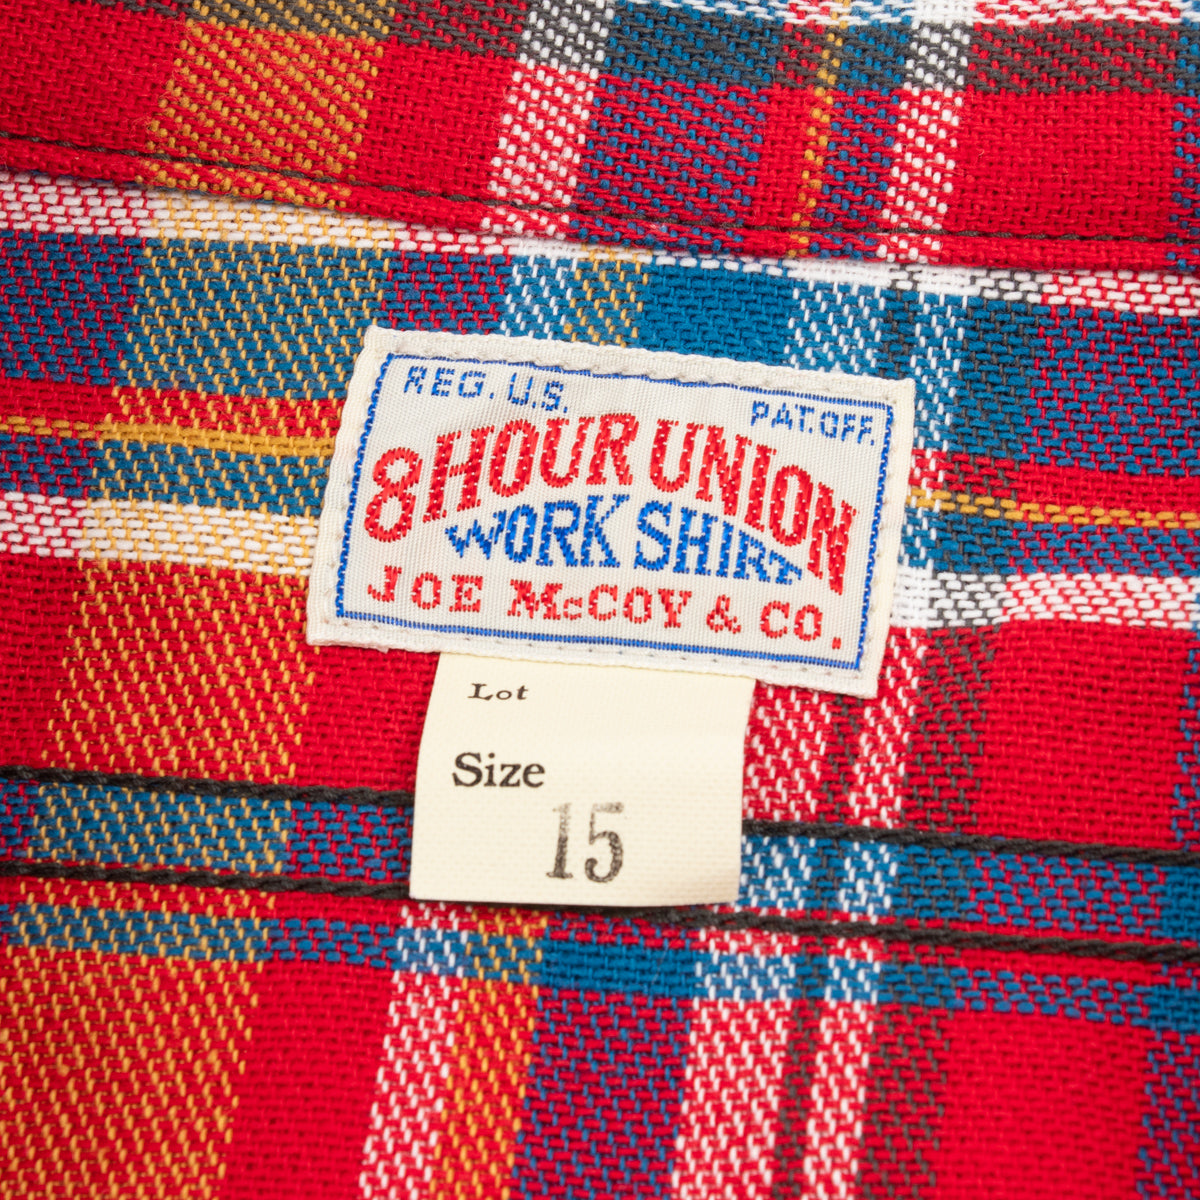 REG. U.S. PAT. OFF.
8 HOUR UNION
WORK SHIRT
JOE McCOY & CO.
Lot
Size
15